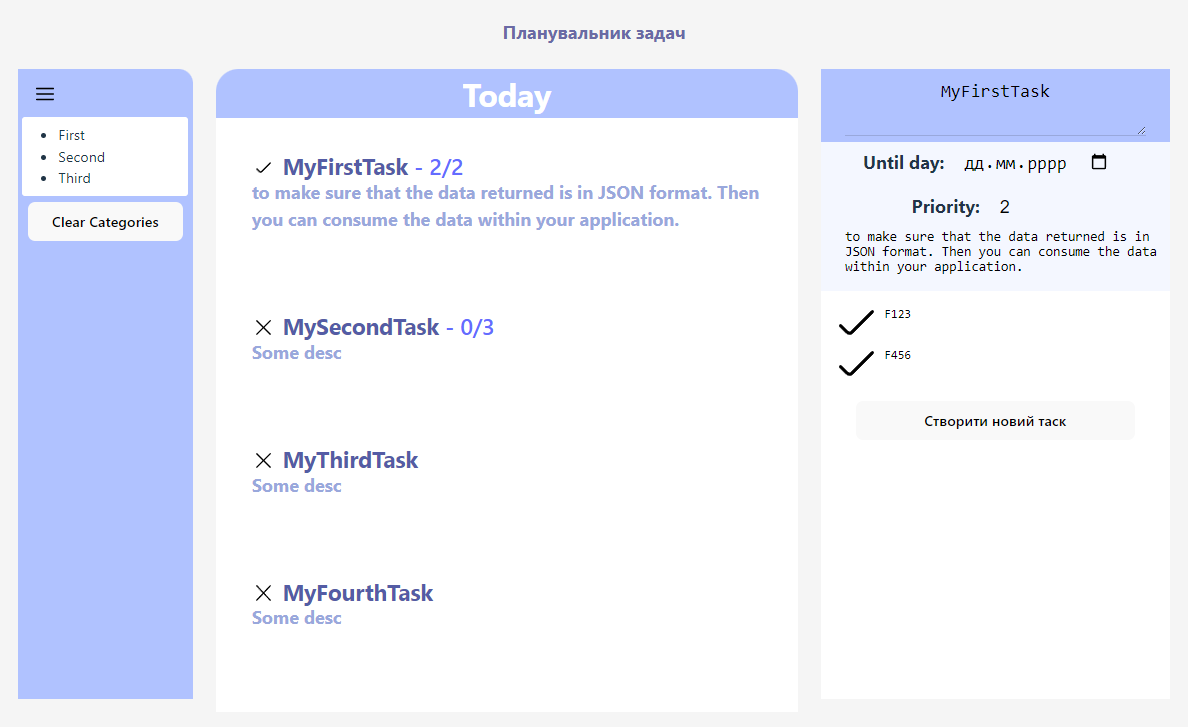 Планувальник задач
First
Second
Third
Clear Categories
Today
MyFirstTask - 2/2
to make sure that the data returned is in JSON format. Then
you can consume the data within your application.
MySecondTask - 0/3
Some desc
MyThirdTask
Some desc
MyFourthTask
Some desc
MyFirstTask
Until day: дд.мм.рррр
Priority: 2
to make sure that the data returned is in
JSON format. Then you can consume the data
within your application.
F123
F456
Створити новий таск